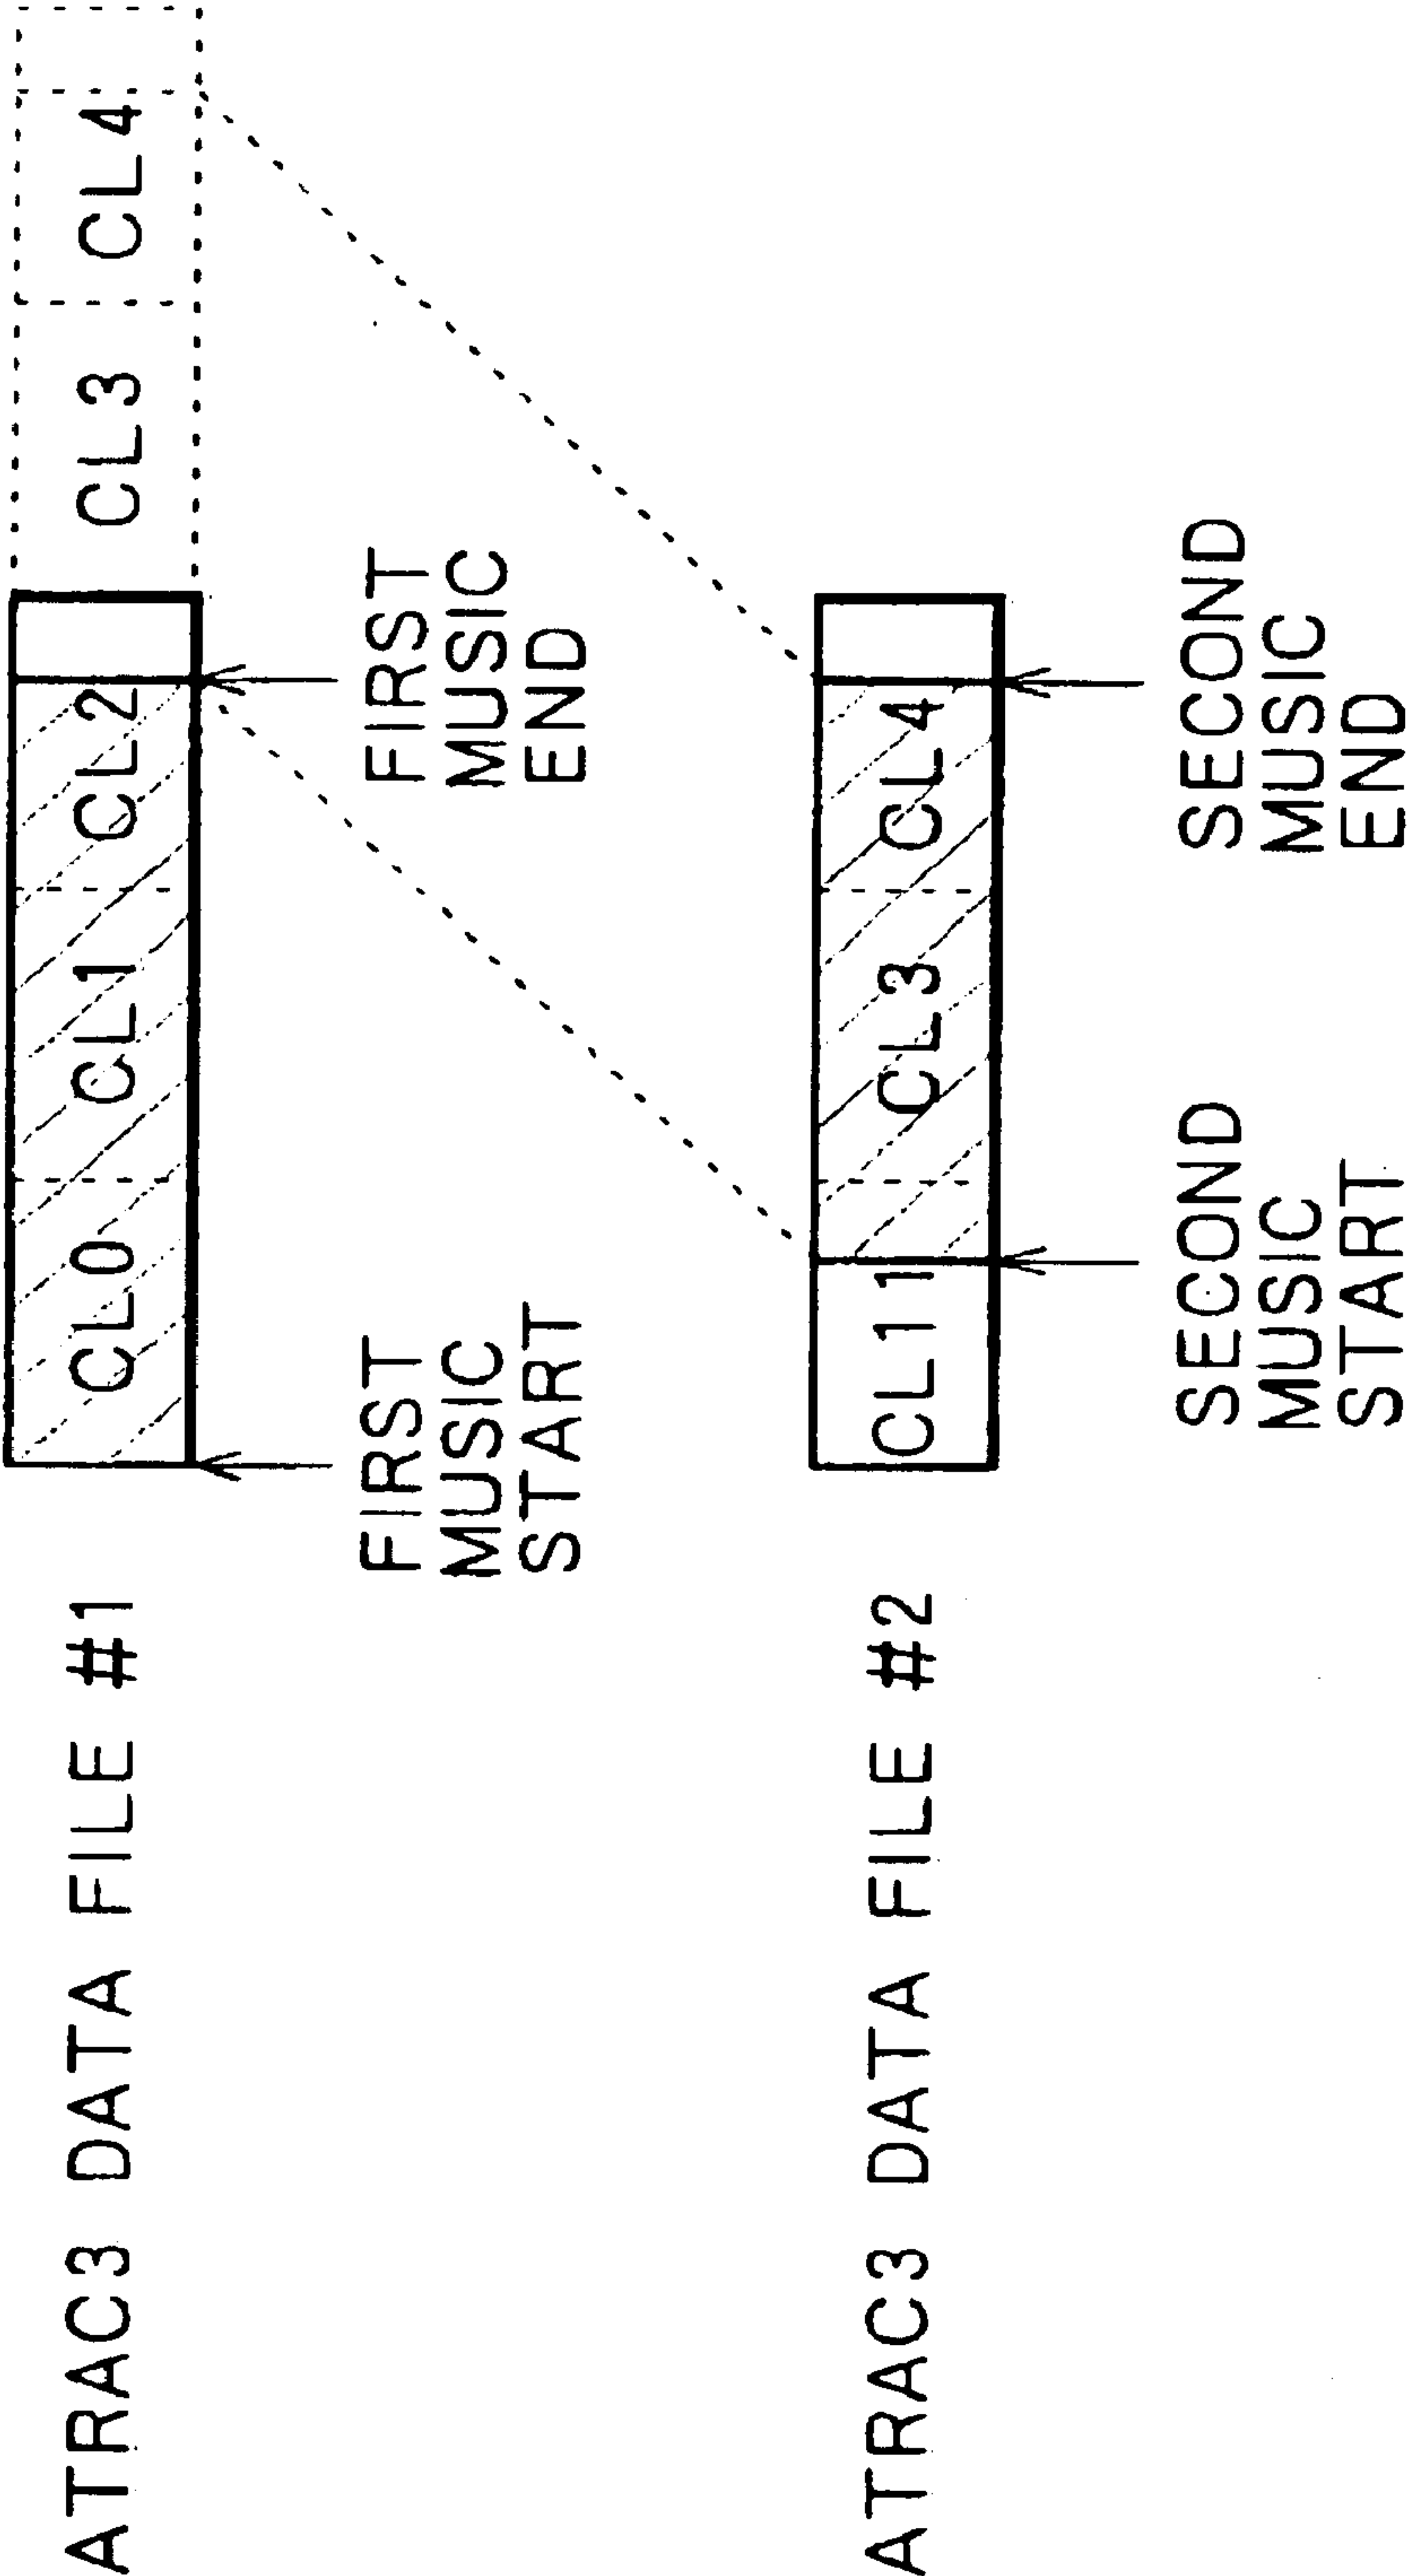 ATRAC3 DATA FILE #1
CL0 CL1 CL2 CL3 CL4
FIRST
MUSIC
START
FIRST
MUSIC
END
ATRAC3 DATA FILE #2
CL11 CL3 CL4
SECOND
MUSIC
START
SECOND
MUSIC
END